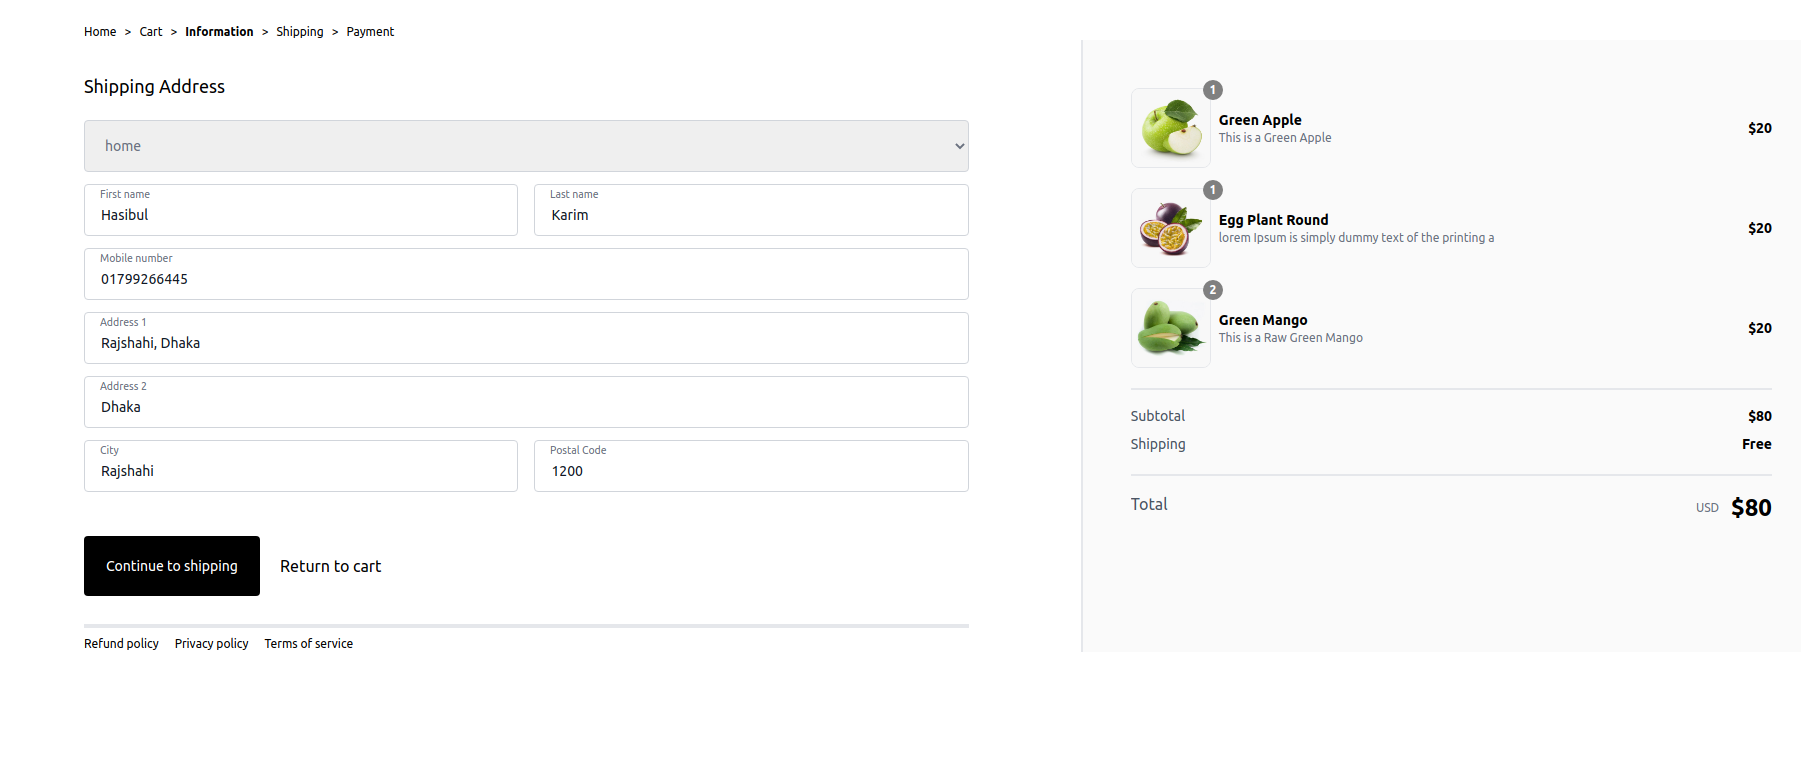 Home > Cart > Information > Shipping > Payment
Shipping Address
home
First name
Hasibul
Last name
Karim
Mobile number
01799266445
Address 1
Rajshahi, Dhaka
Address 2
Dhaka
City
Rajshahi
Postal Code
1200
Continue to shipping
Return to cart
Refund policy Privacy policy Terms of service
1
Green Apple
This is a Green Apple
$20
1
Egg Plant Round
lorem Ipsum is simply dummy text of the printing a
$20
2
Green Mango
This is a Raw Green Mango
$20
Subtotal $80
Shipping Free
Total USD $80